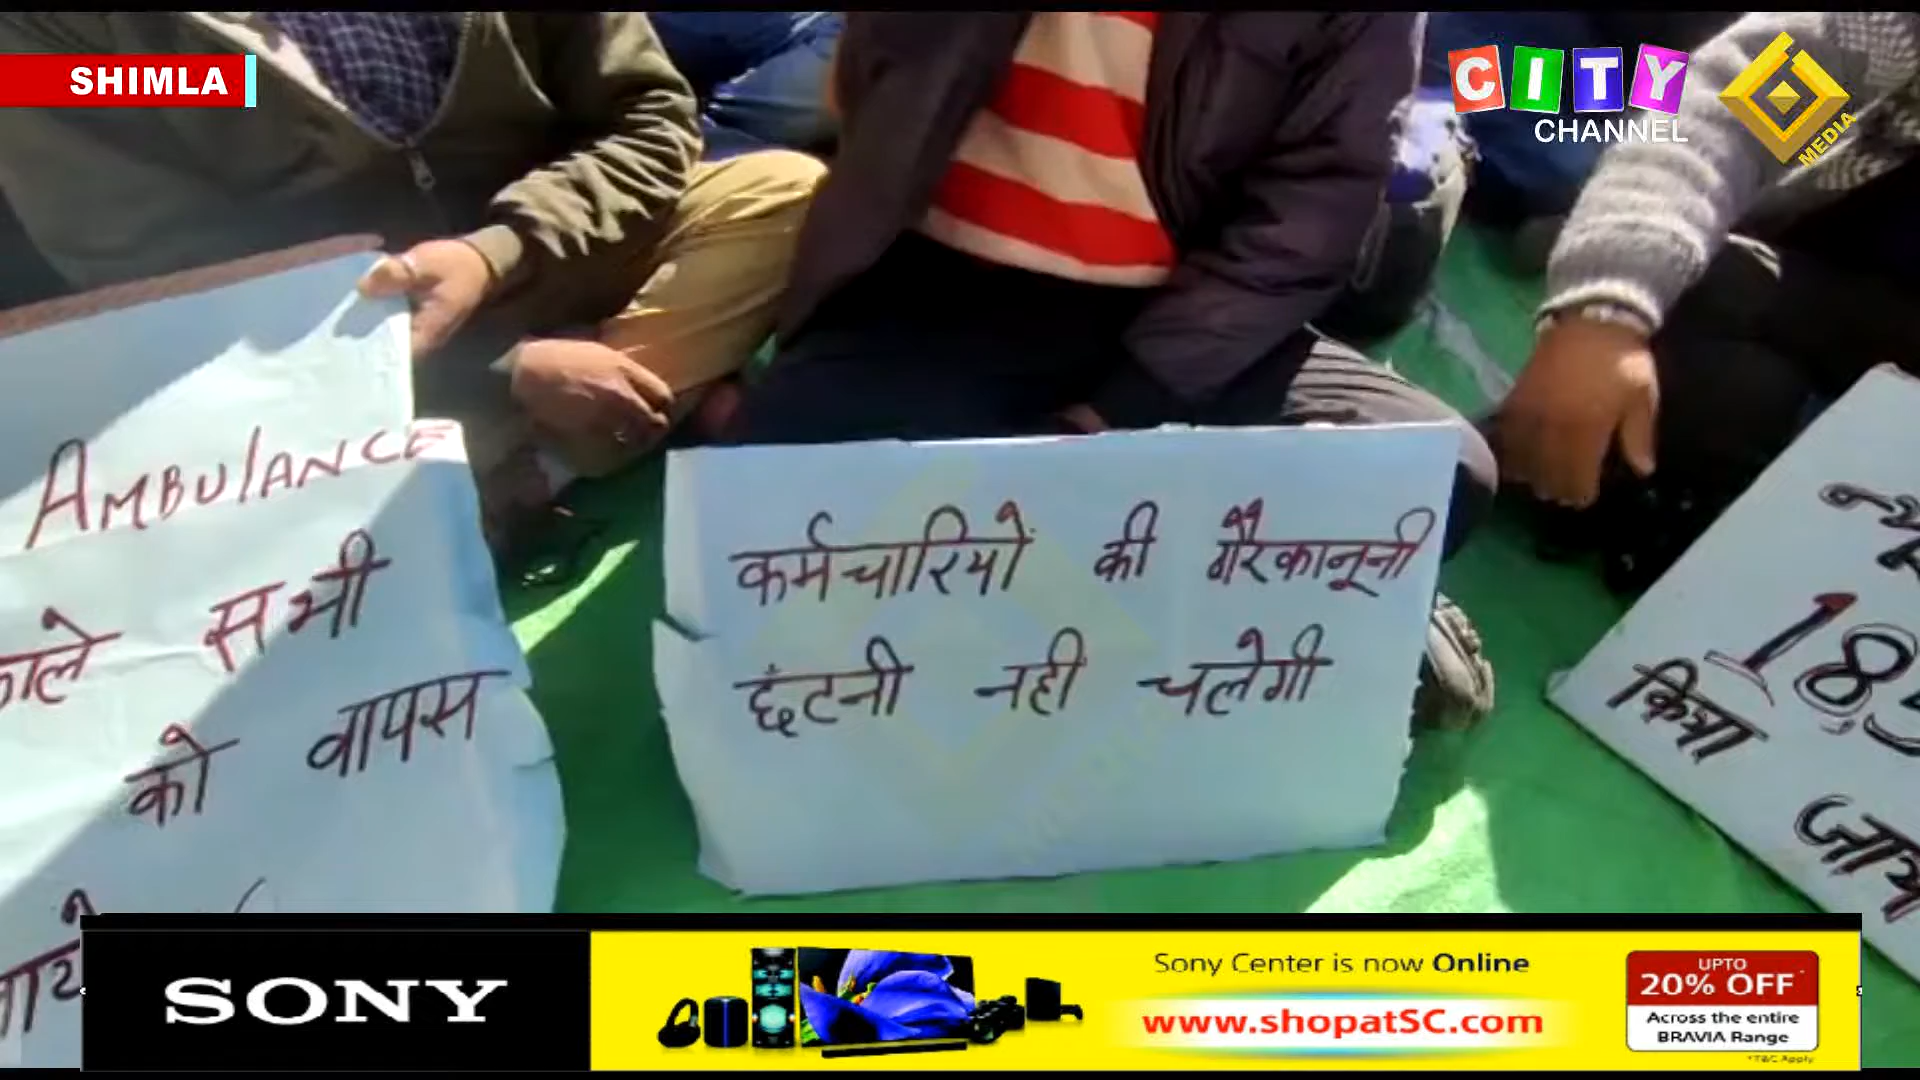 SHIMLA
CITY
CHANNEL
MEDIA
AMBULANCE
सभी
को वापस
कर्मचारियों की गैरकानूनी
छंटनी नही चलेगी
18
किया
जाय
SONY
Sony Center is now Online
www.shopatSC.com
UPTO
20% OFF
Across the entire
BRAVIA Range
*T&C Apply